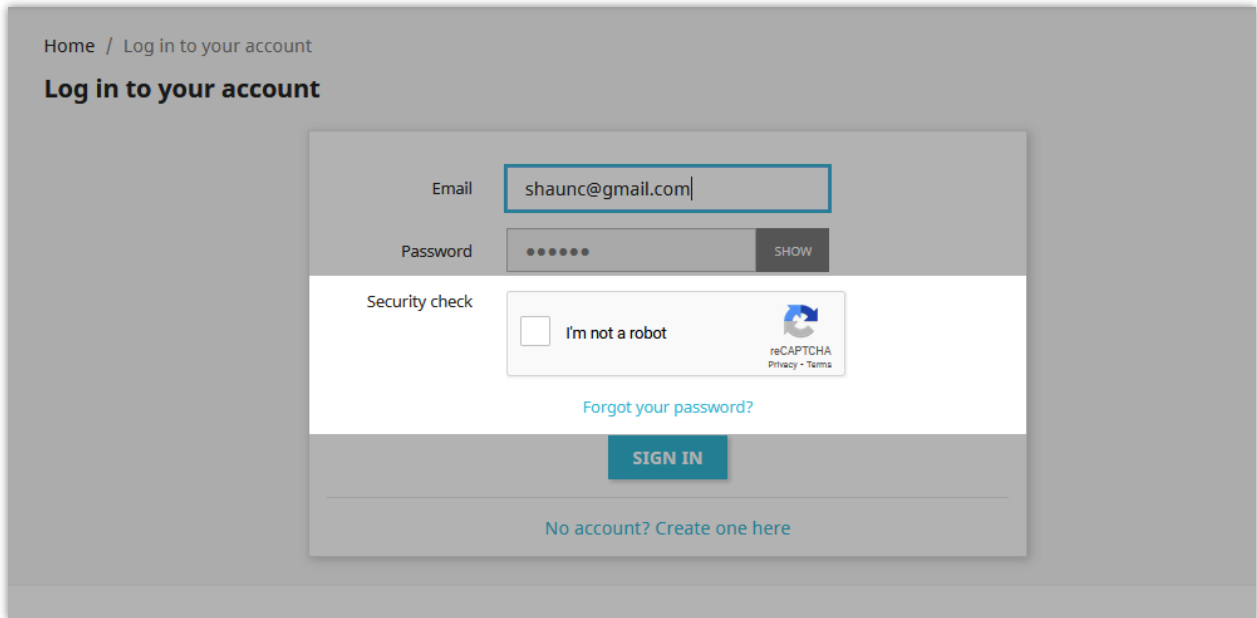 Home / Log in to your account
Log in to your account
Email shaunc@gmail.com
Password •••••• SHOW
Security check
I'm not a robot
reCAPTCHA
Privacy - Terms
Forgot your password?
SIGN IN
No account? Create one here